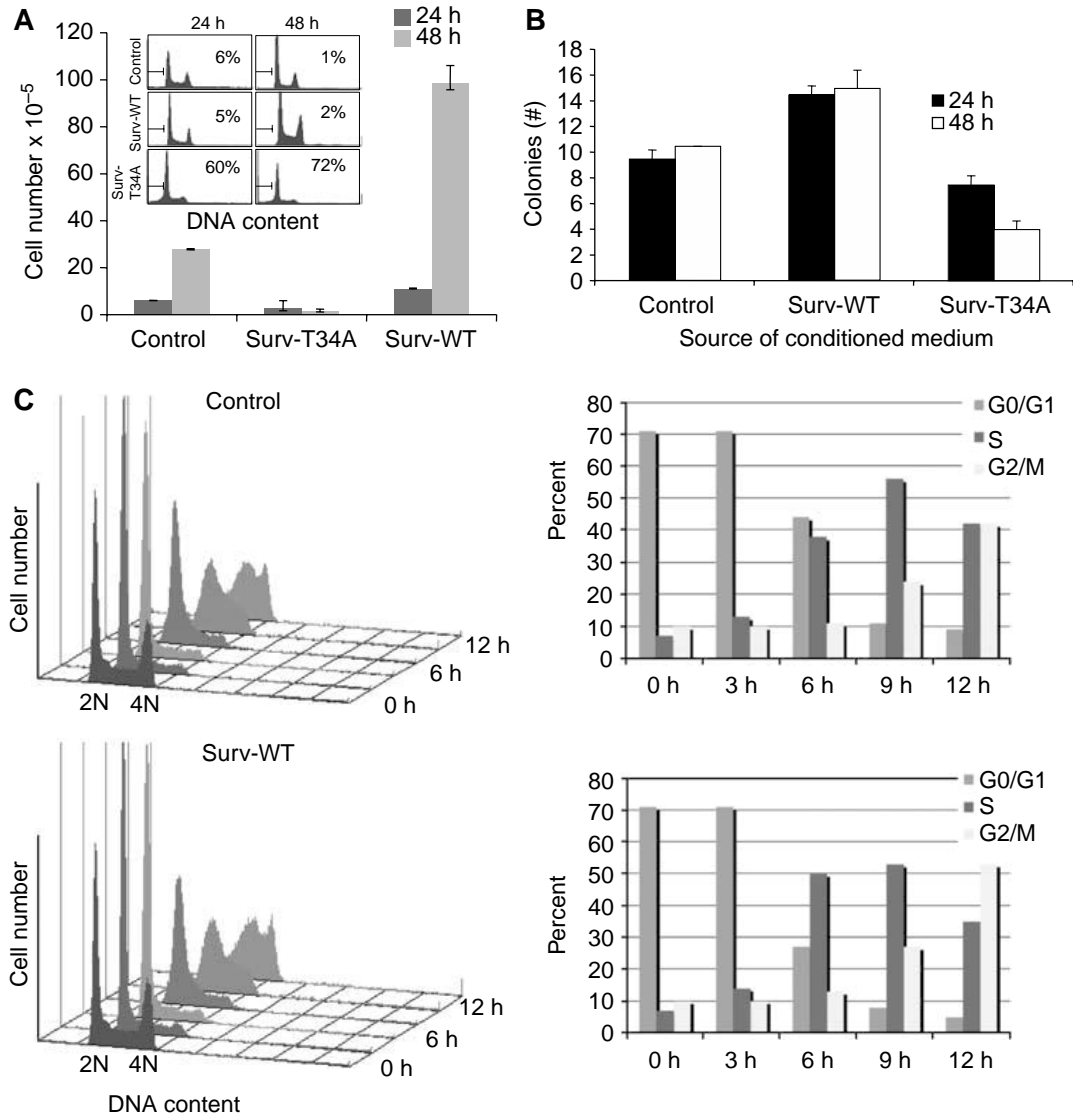 A
24 h
48 h
24 h
48 h
Control
6%
1%
Surv-WT
5%
2%
Surv-T34A
60%
72%
DNA content
Cell number x 10⁻⁵
120
100
80
60
40
20
0
Control
Surv-T34A
Surv-WT
B
Colonies (#)
18
16
14
12
10
8
6
4
2
0
24 h
48 h
Control
Surv-WT
Surv-T34A
Source of conditioned medium
C
Control
Cell number
2N
4N
0 h
6 h
12 h
Percent
80
70
60
50
40
30
20
10
0
G0/G1
S
G2/M
0 h
3 h
6 h
9 h
12 h
Surv-WT
Cell number
2N
4N
0 h
6 h
12 h
DNA content
Percent
80
70
60
50
40
30
20
10
0
G0/G1
S
G2/M
0 h
3 h
6 h
9 h
12 h